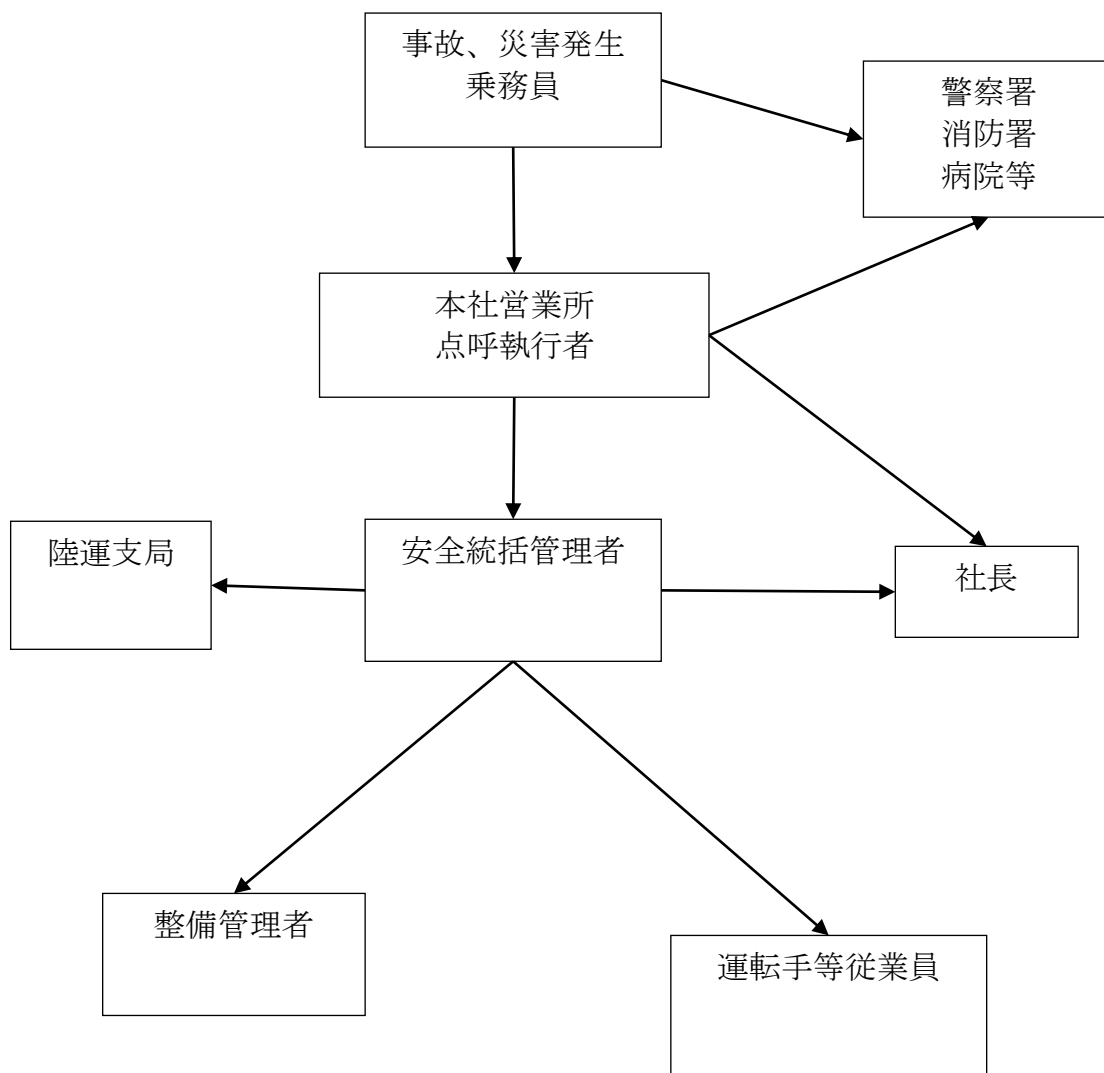 事故、災害発生
乗務員
警察署
消防署
病院等
本社営業所
点呼執行者
陸運支局
安全統括管理者
社長
整備管理者
運転手等従業員